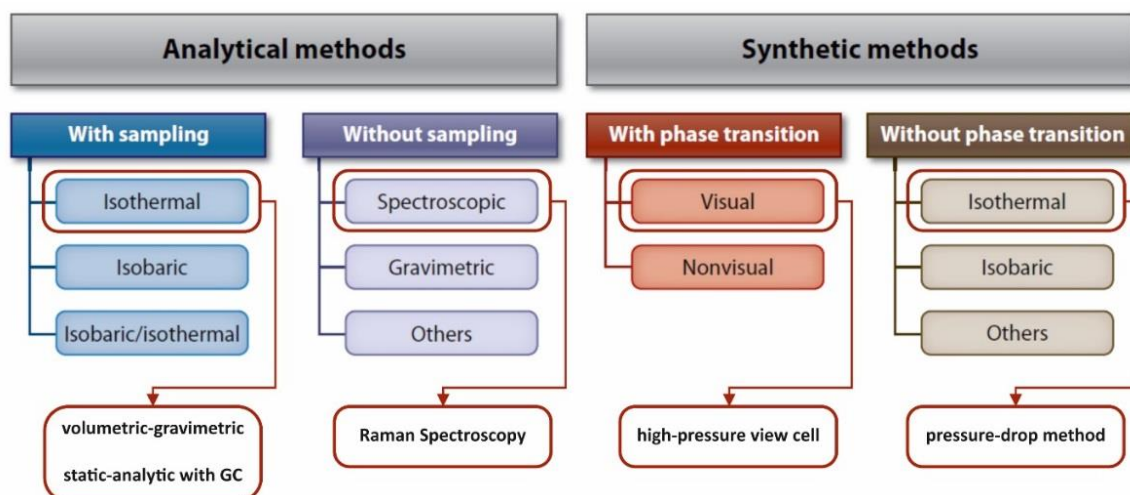 Analytical methods
Synthetic methods
With sampling
Without sampling
With phase transition
Without phase transition
Isothermal
Spectroscopic
Visual
Isothermal
Isobaric
Gravimetric
Nonvisual
Isobaric
Isobaric/isothermal
Others
Others
volumetric-gravimetric
static-analytic with GC
Raman Spectroscopy
high-pressure view cell
pressure-drop method